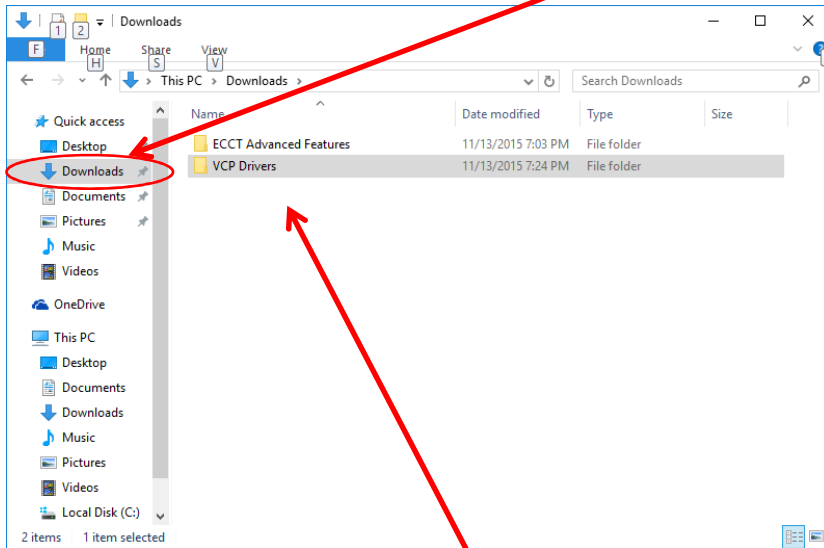 Downloads
1 2
F Home Share View
H S V
This PC > Downloads >
Search Downloads
Name Date modified Type Size
Quick access
Desktop
Downloads
Documents
Pictures
Music
Videos
OneDrive
This PC
Desktop
Documents
Downloads
Music
Pictures
Videos
Local Disk (C:)
ECCT Advanced Features 11/13/2015 7:03 PM File folder
VCP Drivers 11/13/2015 7:24 PM File folder
2 items 1 item selected